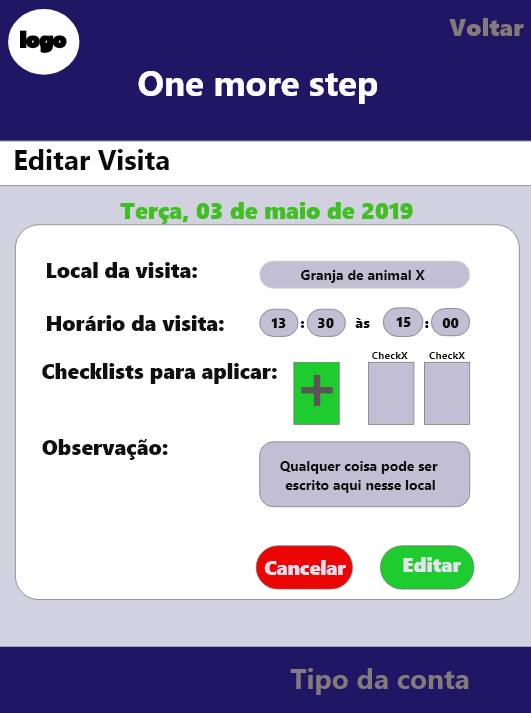 logo
Voltar
One more step
Editar Visita
Terça, 03 de maio de 2019
Local da visita: Granja de animal X
Horário da visita: 13 : 30 às 15 : 00
CheckX CheckX
Checklists para aplicar: +
Observação:
Qualquer coisa pode ser
escrito aqui nesse local
Cancelar Editar
Tipo da conta